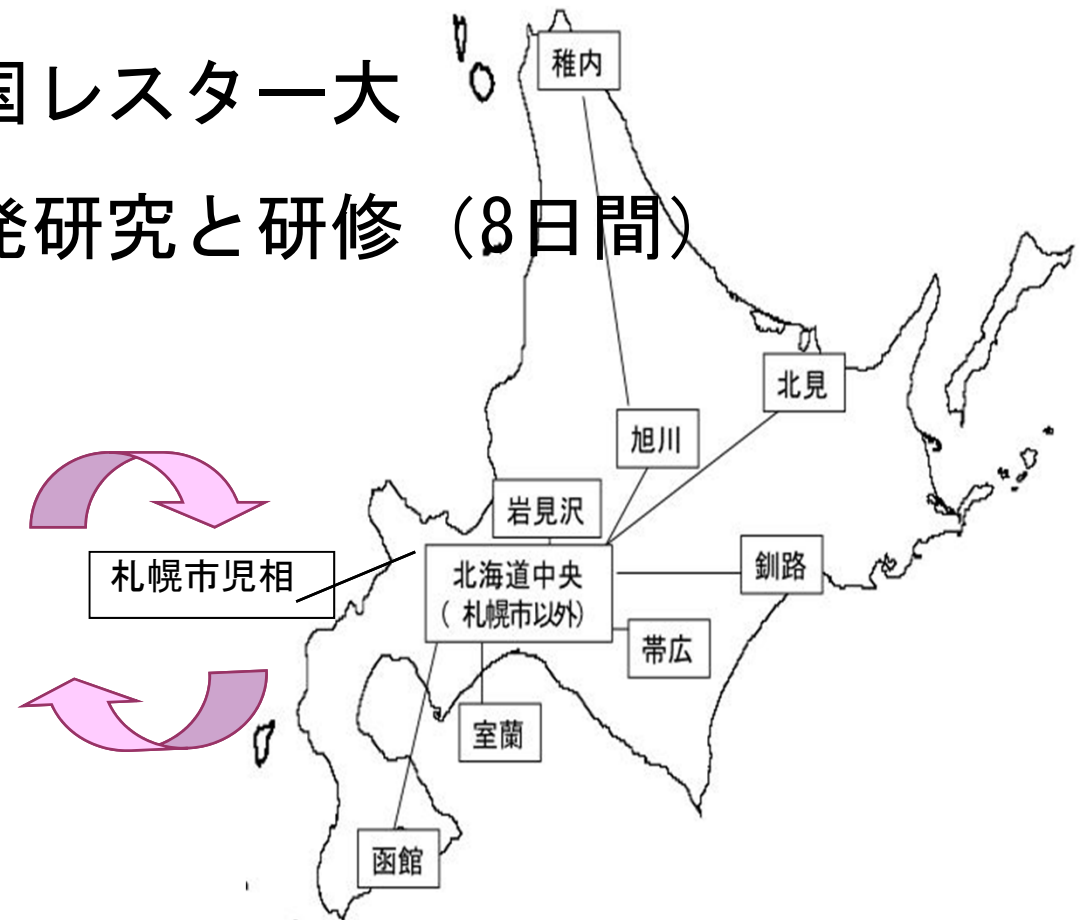 国レスター大
発研究と研修（8日間）
稚内
北見
旭川
岩見沢
札幌市児相
北海道中央
（札幌市以外）
釧路
帯広
室蘭
函館